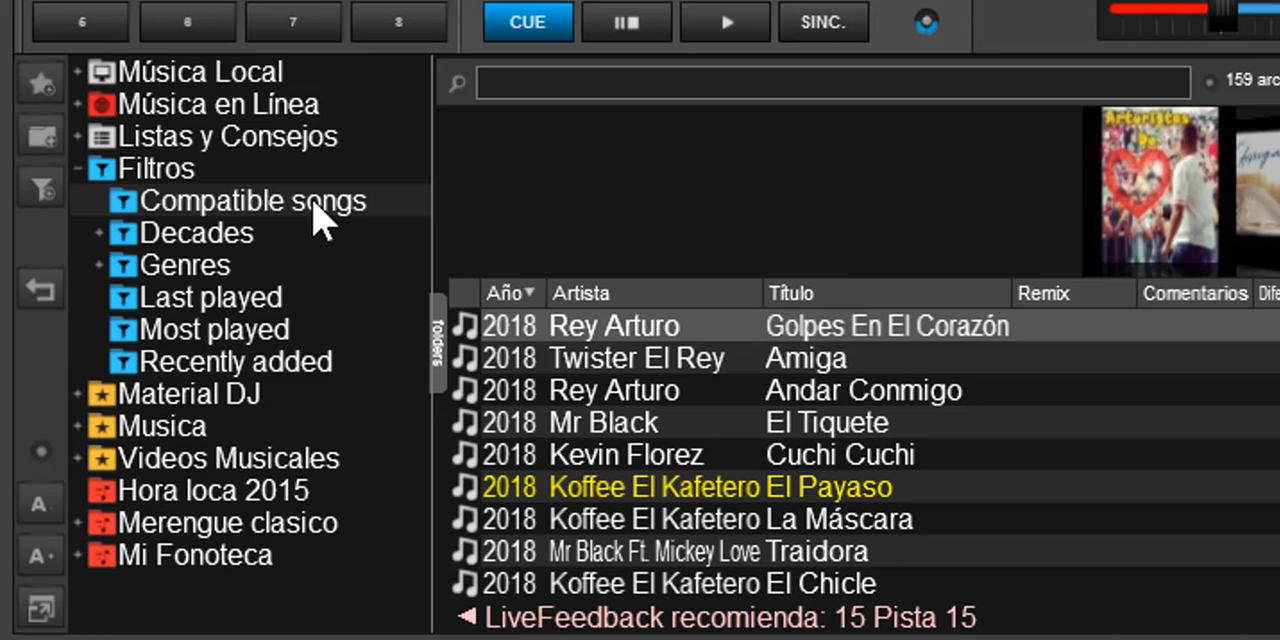 6 6 7 8 CUE SINC.
Música Local
Música en Línea
Listas y Consejos
Filtros
Compatible songs
Decades
Genres
Last played
Most played
Recently added
Material DJ
Musica
Videos Musicales
Hora loca 2015
Merengue clasico
Mi Fonoteca
A
A+
folders
159 arc
Arturistas
De
Año Artista Título Remix Comentarios Dife
2018 Rey Arturo Golpes En El Corazón
2018 Twister El Rey Amiga
2018 Rey Arturo Andar Conmigo
2018 Mr Black El Tiquete
2018 Kevin Florez Cuchi Cuchi
2018 Koffee El Kafetero El Payaso
2018 Koffee El Kafetero La Máscara
2018 Mr Black Ft. Mickey Love Traidora
2018 Koffee El Kafetero El Chicle
LiveFeedback recomienda: 15 Pista 15